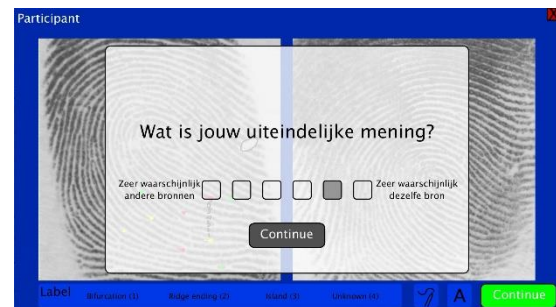 Participant
X
Wat is jouw uiteindelijke mening?
Zeer waarschijnlijk
andere bronnen
Zeer waarschijnlijk
dezelfde bron
Continue
Label
Bifurcation (1)
Ridge ending (2)
Island (3)
Unknown (4)
A
Continue